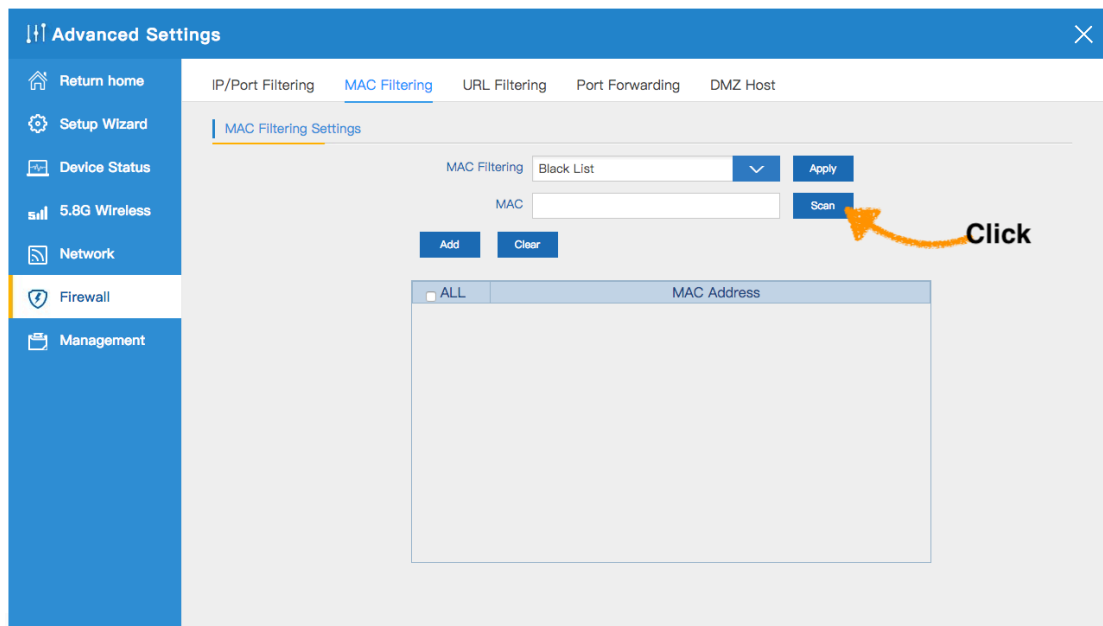 Advanced Settings
Return home
Setup Wizard
Device Status
5.8G Wireless
Network
Firewall
Management
IP/Port Filtering MAC Filtering URL Filtering Port Forwarding DMZ Host
MAC Filtering Settings
MAC Filtering Black List Apply
MAC Scan
Click
Add Clear
ALL MAC Address